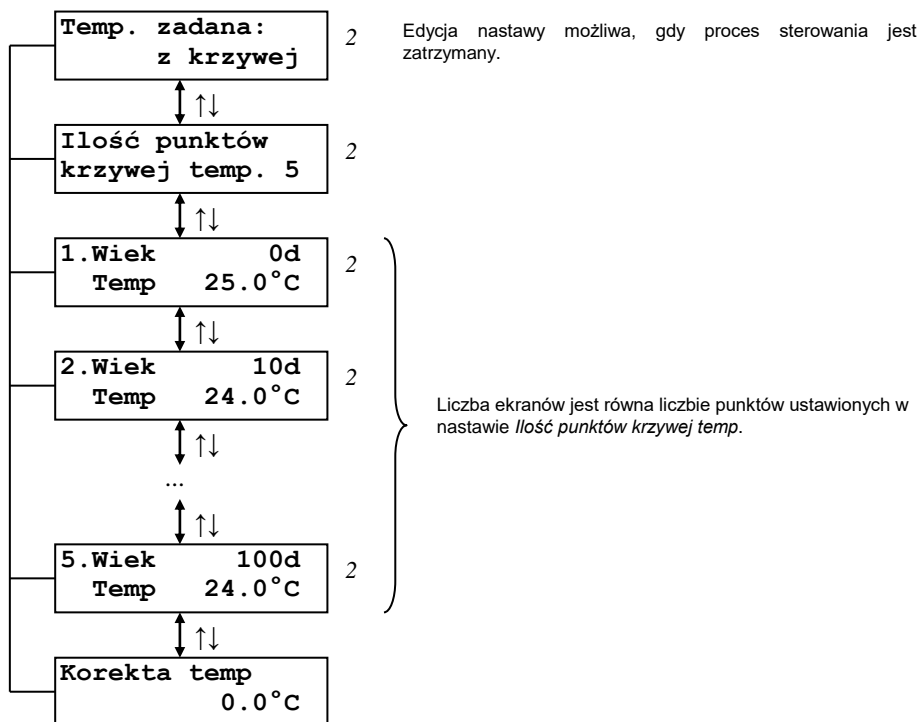 Temp. zadana:
z krzywej
2
Edycja nastawy możliwa, gdy proces sterowania jest
zatrzymany.
↑↓
Ilość punktów
krzywej temp. 5
2
↑↓
1.Wiek 0d
Temp 25.0°C
2
↑↓
2.Wiek 10d
Temp 24.0°C
2
Liczba ekranów jest równa liczbie punktów ustawionych w
nastawie Ilość punktów krzywej temp.
↑↓
...
↑↓
5.Wiek 100d
Temp 24.0°C
2
↑↓
Korekta temp
0.0°C